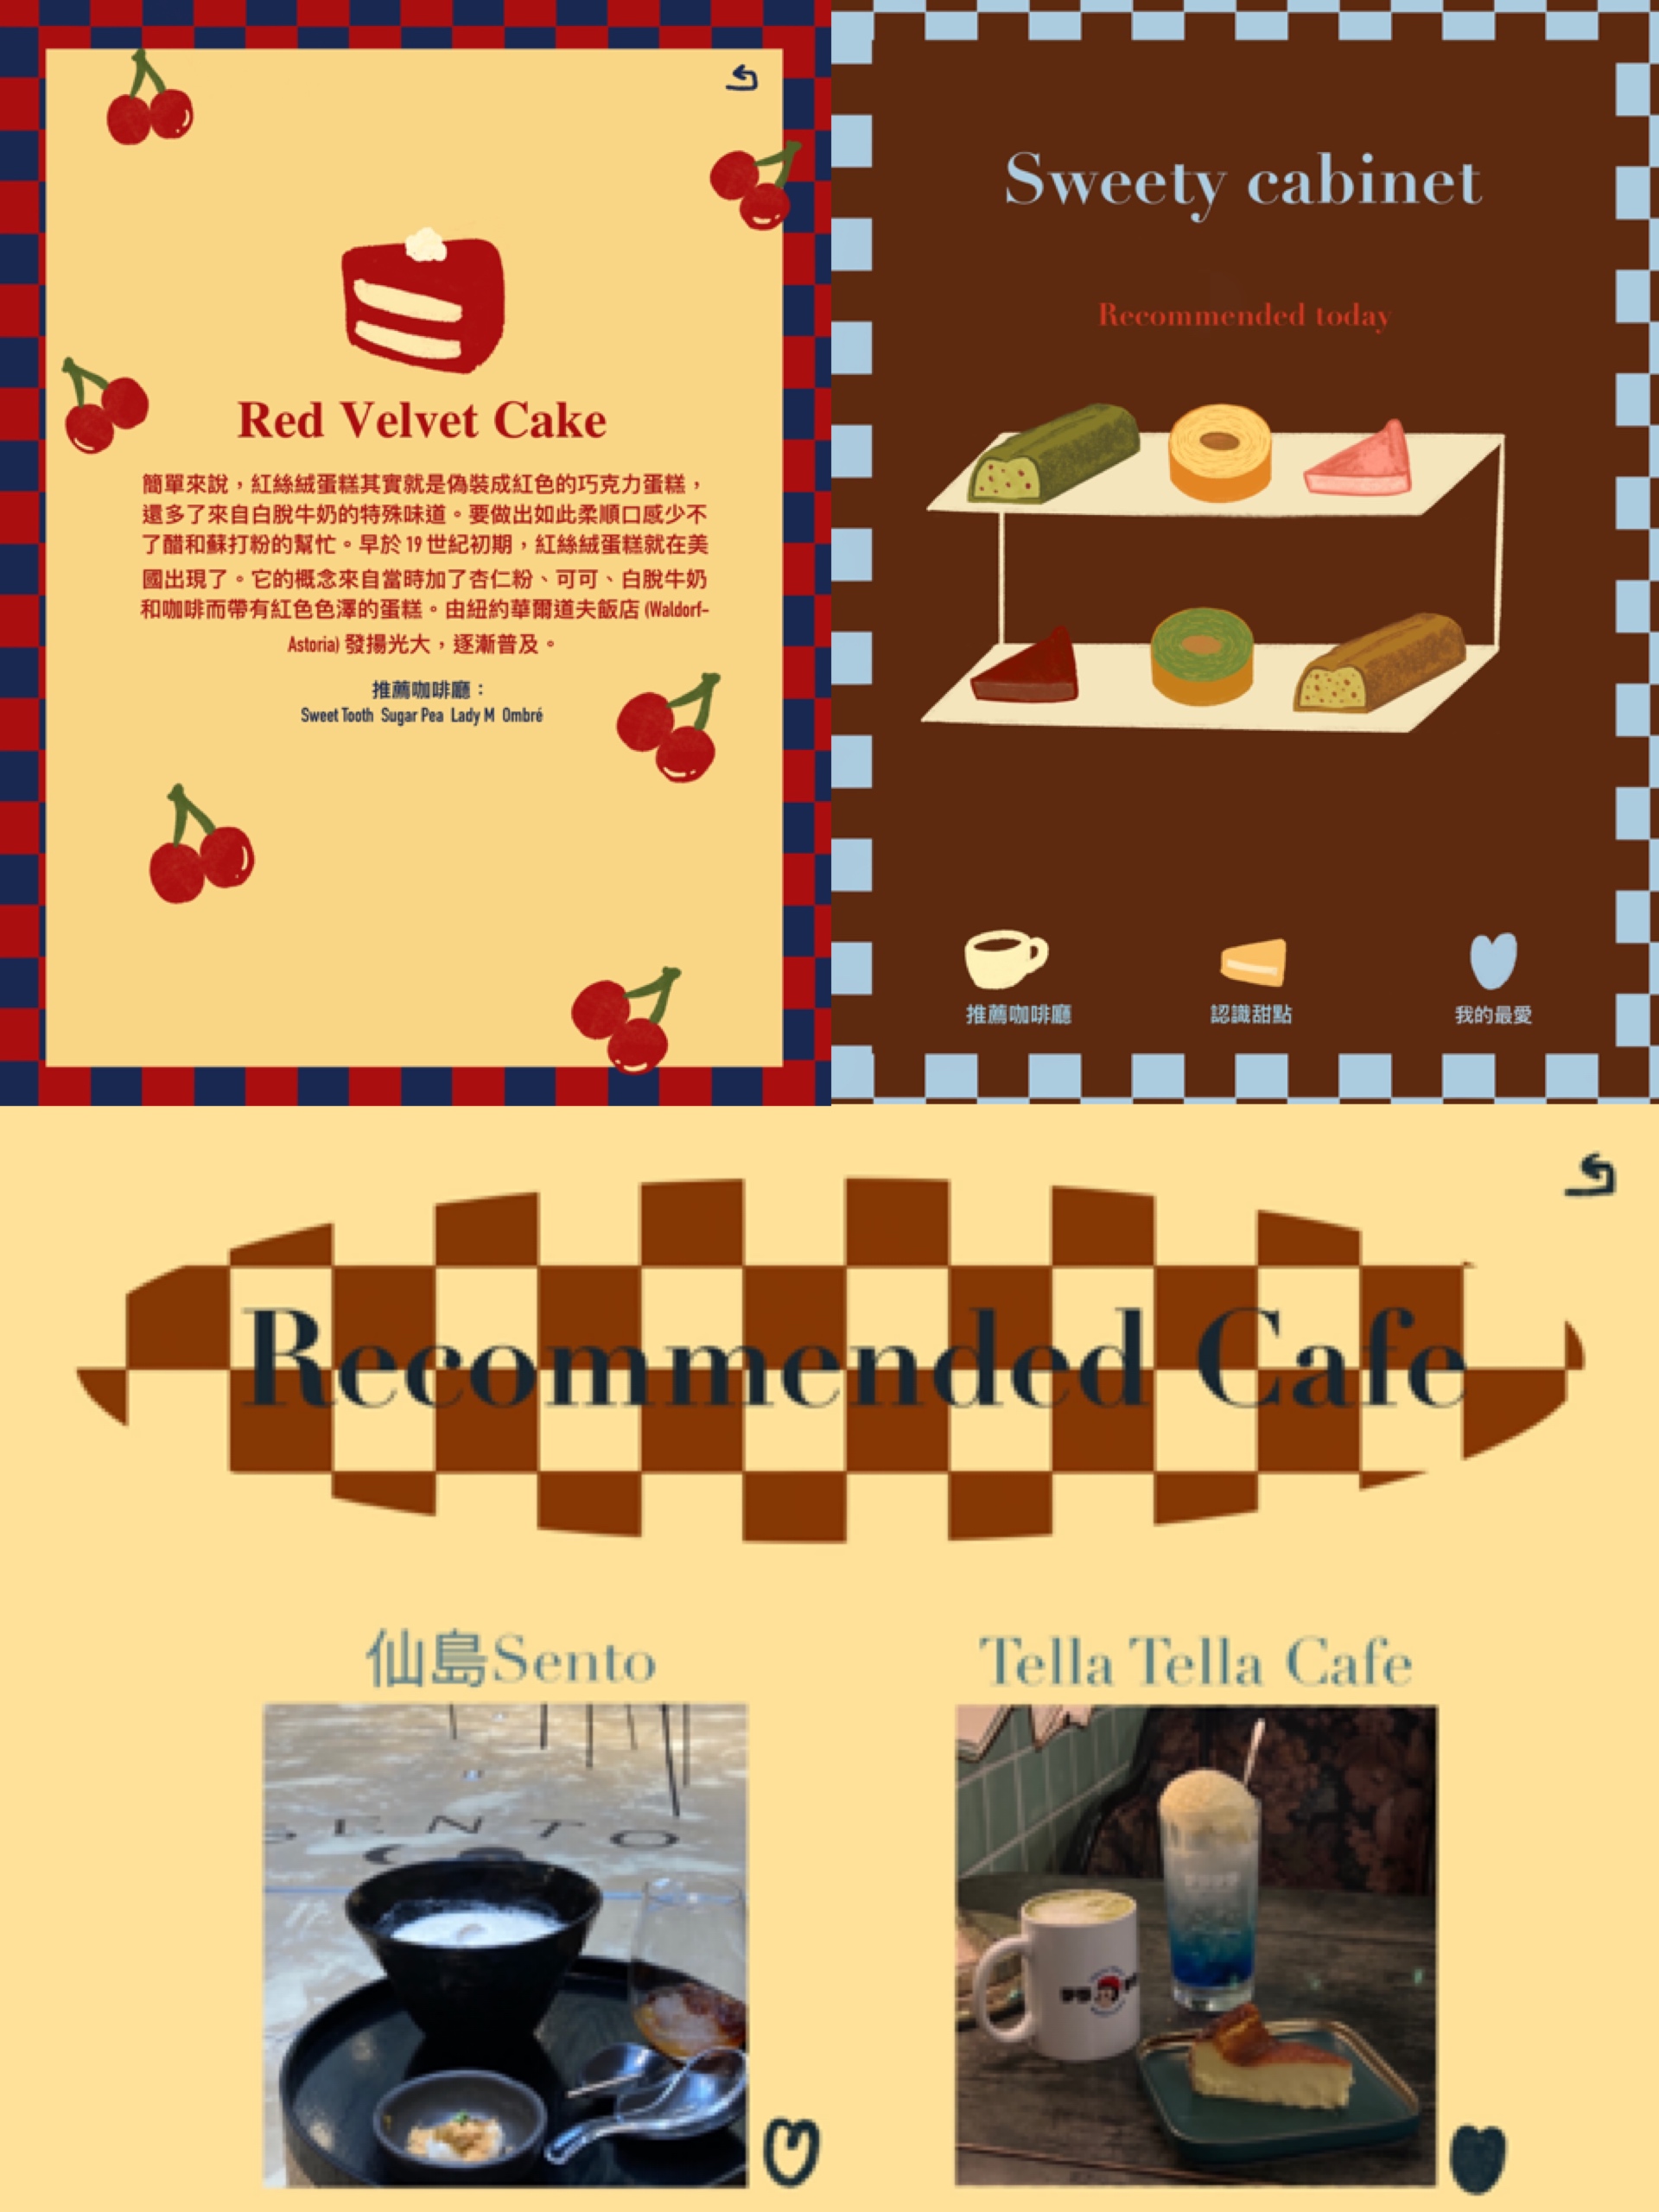 Red Velvet Cake
簡單來說，紅絲絨蛋糕其實就是偽裝成紅色的巧克力蛋糕，
還多了來自白脫牛奶的特殊味道。要做出如此柔順口感少不
了醋和蘇打粉的幫忙。早於 19 世紀初期，紅絲絨蛋糕就在美
國出現了。它的概念來自當時加了杏仁粉、可可、白脫牛奶
和咖啡而帶有紅色色澤的蛋糕。由紐約華爾道夫飯店 (Waldorf-
Astoria) 發揚光大，逐漸普及。
推薦咖啡廳：
Sweet Tooth Sugar Pea Lady M Ombré
Sweety cabinet
Recommended today
推薦咖啡廳
認識甜點
我的最愛
Recommended Cafe
仙島Sento
Tella Tella Cafe
SENTO